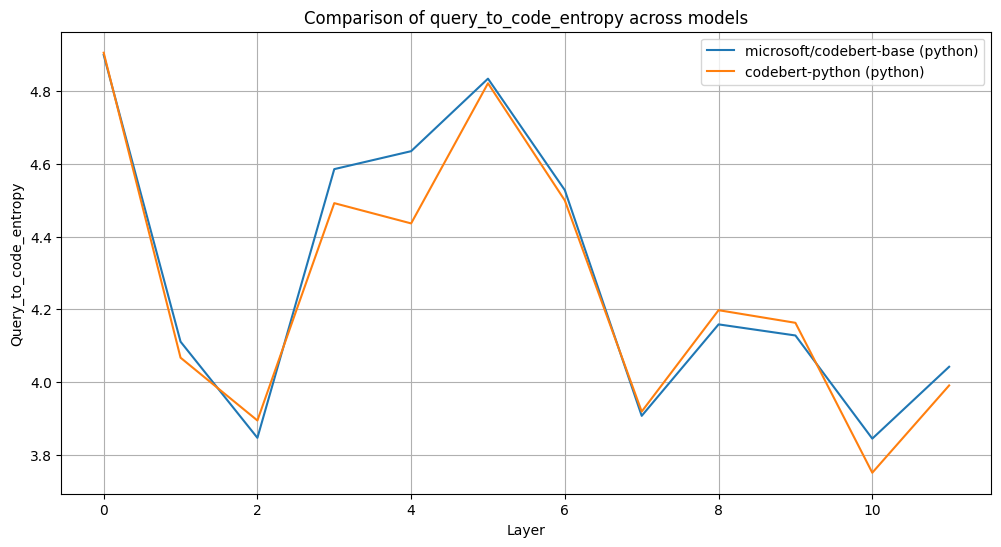 Comparison of query_to_code_entropy across models
microsoft/codebert-base (python)
codebert-python (python)
Query_to_code_entropy
4.8
4.6
4.4
4.2
4.0
3.8
0 2 4 6 8 10
Layer